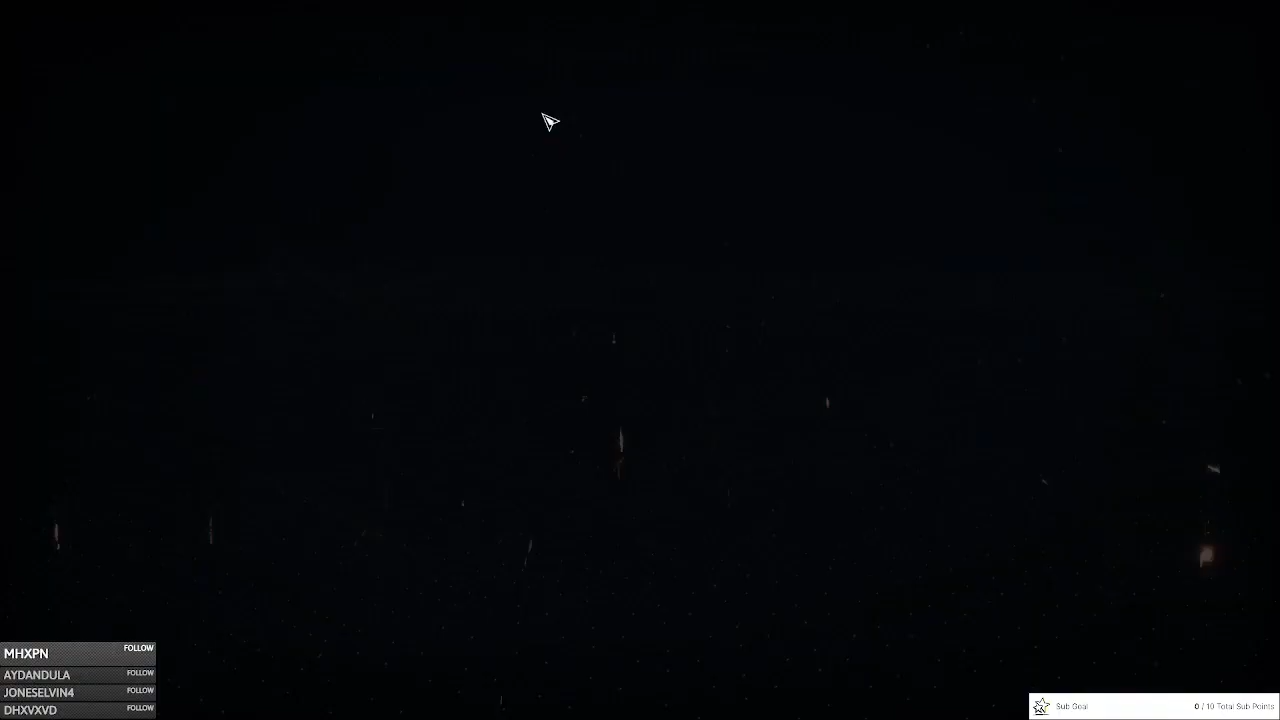 MHXPN FOLLOW
AYDANDULA FOLLOW
JONESELVIN4 FOLLOW
DHXVXVD FOLLOW
Sub Goal 0 / 10 Total Sub Points